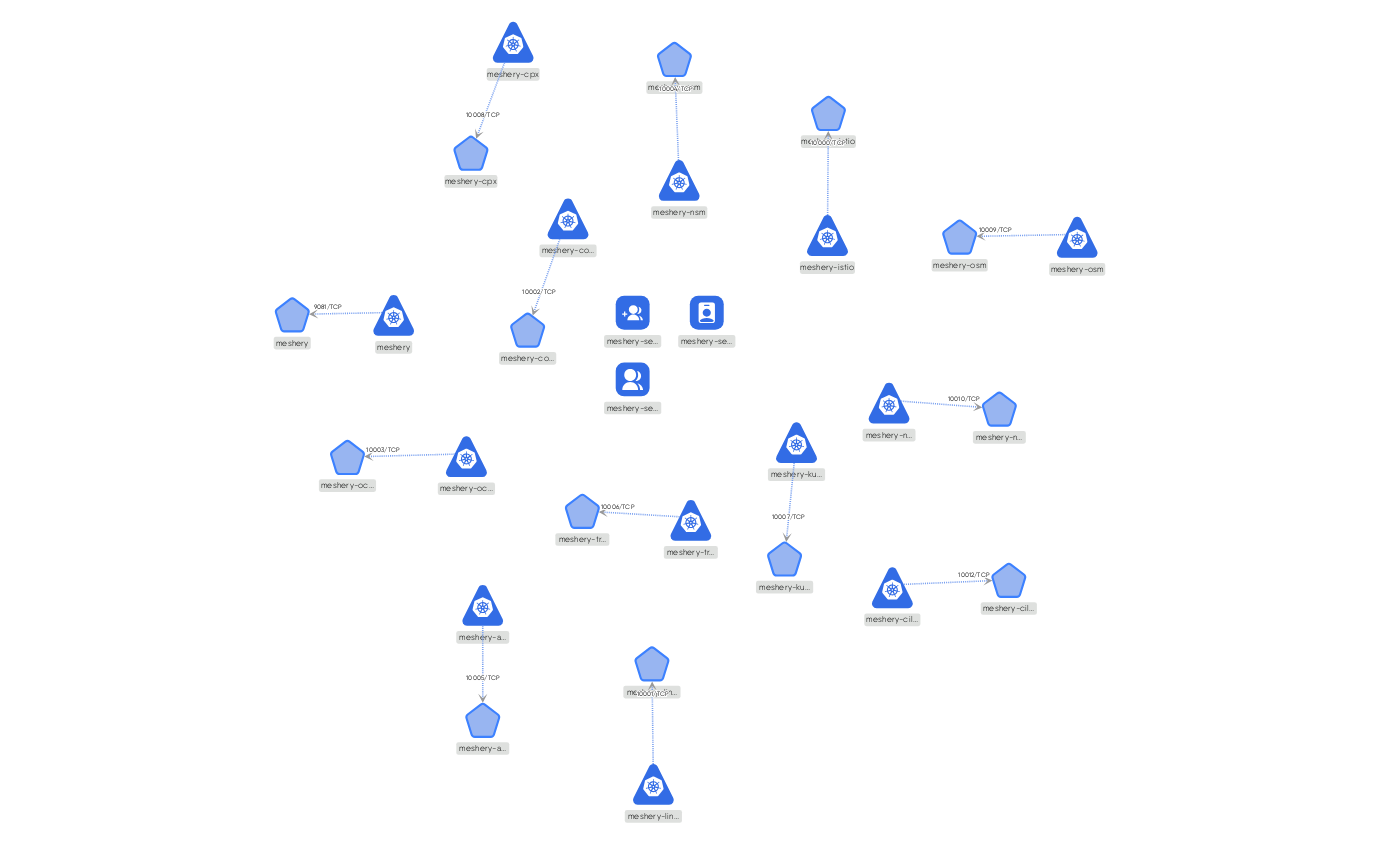 meshery-cpx
10008/TCP
meshery-cpx
10004/TCP
meshery-nsm
10000/TCP
meshery-istio
meshery-osm
10009/TCP
meshery-osm
meshery-co...
10002/TCP
meshery-co...
meshery
9081/TCP
meshery
meshery-se...
meshery-se...
meshery-se...
meshery-n...
10010/TCP
meshery-n...
meshery-oc...
10003/TCP
meshery-oc...
meshery-ku...
10007/TCP
meshery-ku...
meshery-tr...
10006/TCP
meshery-tr...
meshery-cil...
10012/TCP
meshery-cil...
meshery-a...
10005/TCP
meshery-a...
10001/TCP
meshery-lin...